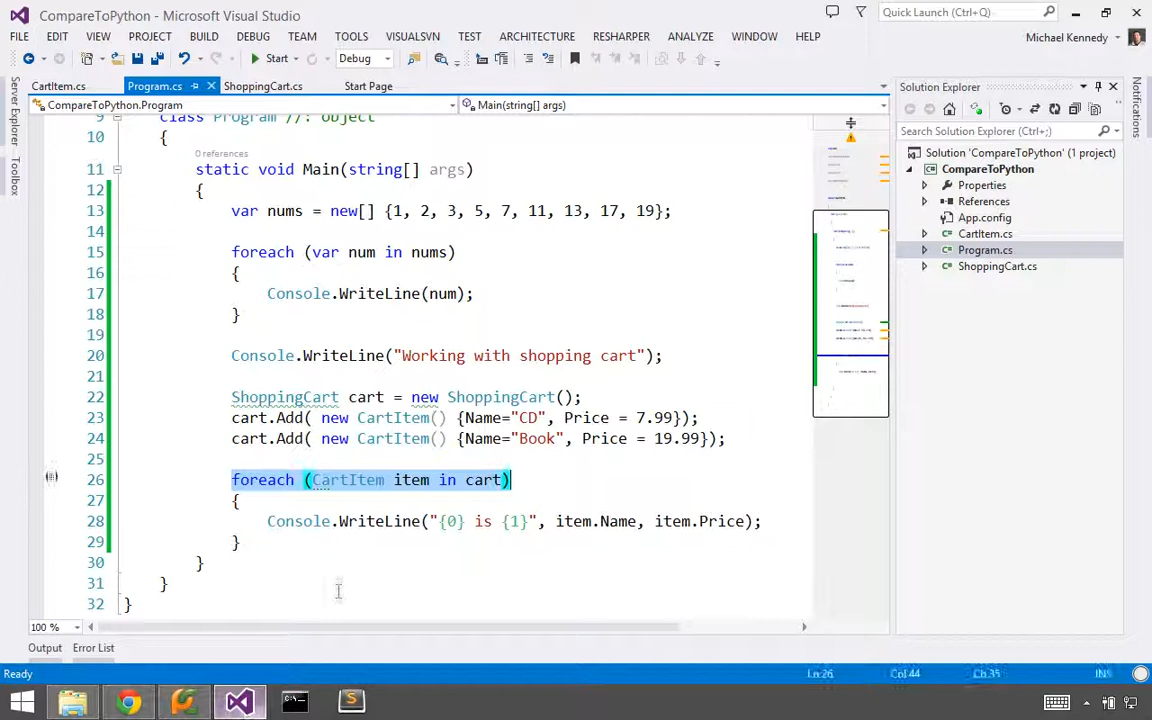 CompareToPython - Microsoft Visual Studio
Quick Launch (Ctrl+Q)
FILE EDIT VIEW PROJECT BUILD DEBUG TEAM TOOLS VISUALSVN TEST ARCHITECTURE RESHARPER ANALYZE WINDOW HELP
Michael Kennedy
Start
Debug
Server Explorer
Toolbox
CartItem.cs
Program.cs
ShoppingCart.cs
Start Page
CompareToPython.Program
Main(string[] args)
9 class Program //: object
10 {
0 references
11 static void Main(string[] args)
12 {
13 var nums = new[] {1, 2, 3, 5, 7, 11, 13, 17, 19};
14
15 foreach (var num in nums)
16 {
17 Console.WriteLine(num);
18 }
19
20 Console.WriteLine("Working with shopping cart");
21
22 ShoppingCart cart = new ShoppingCart();
23 cart.Add( new CartItem() {Name="CD", Price = 7.99});
24 cart.Add( new CartItem() {Name="Book", Price = 19.99});
25
26 foreach (CartItem item in cart)
27 {
28 Console.WriteLine("{0} is {1}", item.Name, item.Price);
29 }
30 }
31 }
32 }
100 %
Output
Error List
Solution Explorer
Search Solution Explorer (Ctrl+;)
Solution 'CompareToPython' (1 project)
CompareToPython
Properties
References
App.config
CartItem.cs
Program.cs
ShoppingCart.cs
Notifications
Ready
Ln 26
Col 44
Ch 35
INS